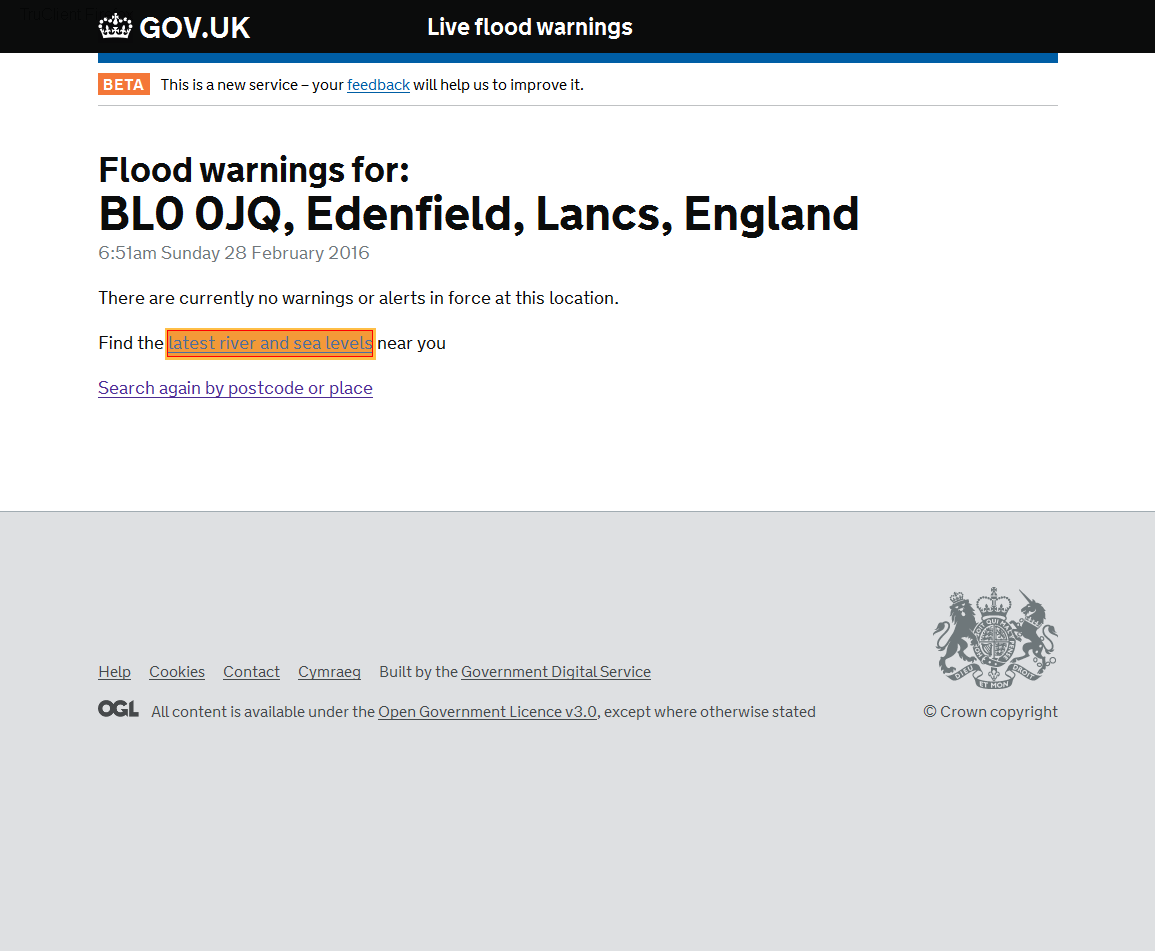 GOV.UK
Live flood warnings
BETA This is a new service – your feedback will help us to improve it.
Flood warnings for:
BL0 0JQ, Edenfield, Lancs, England
6:51am Sunday 28 February 2016
There are currently no warnings or alerts in force at this location.
Find the latest river and sea levels near you
Search again by postcode or place
Help Cookies Contact Cymraeg Built by the Government Digital Service
OGL All content is available under the Open Government Licence v3.0, except where otherwise stated
© Crown copyright